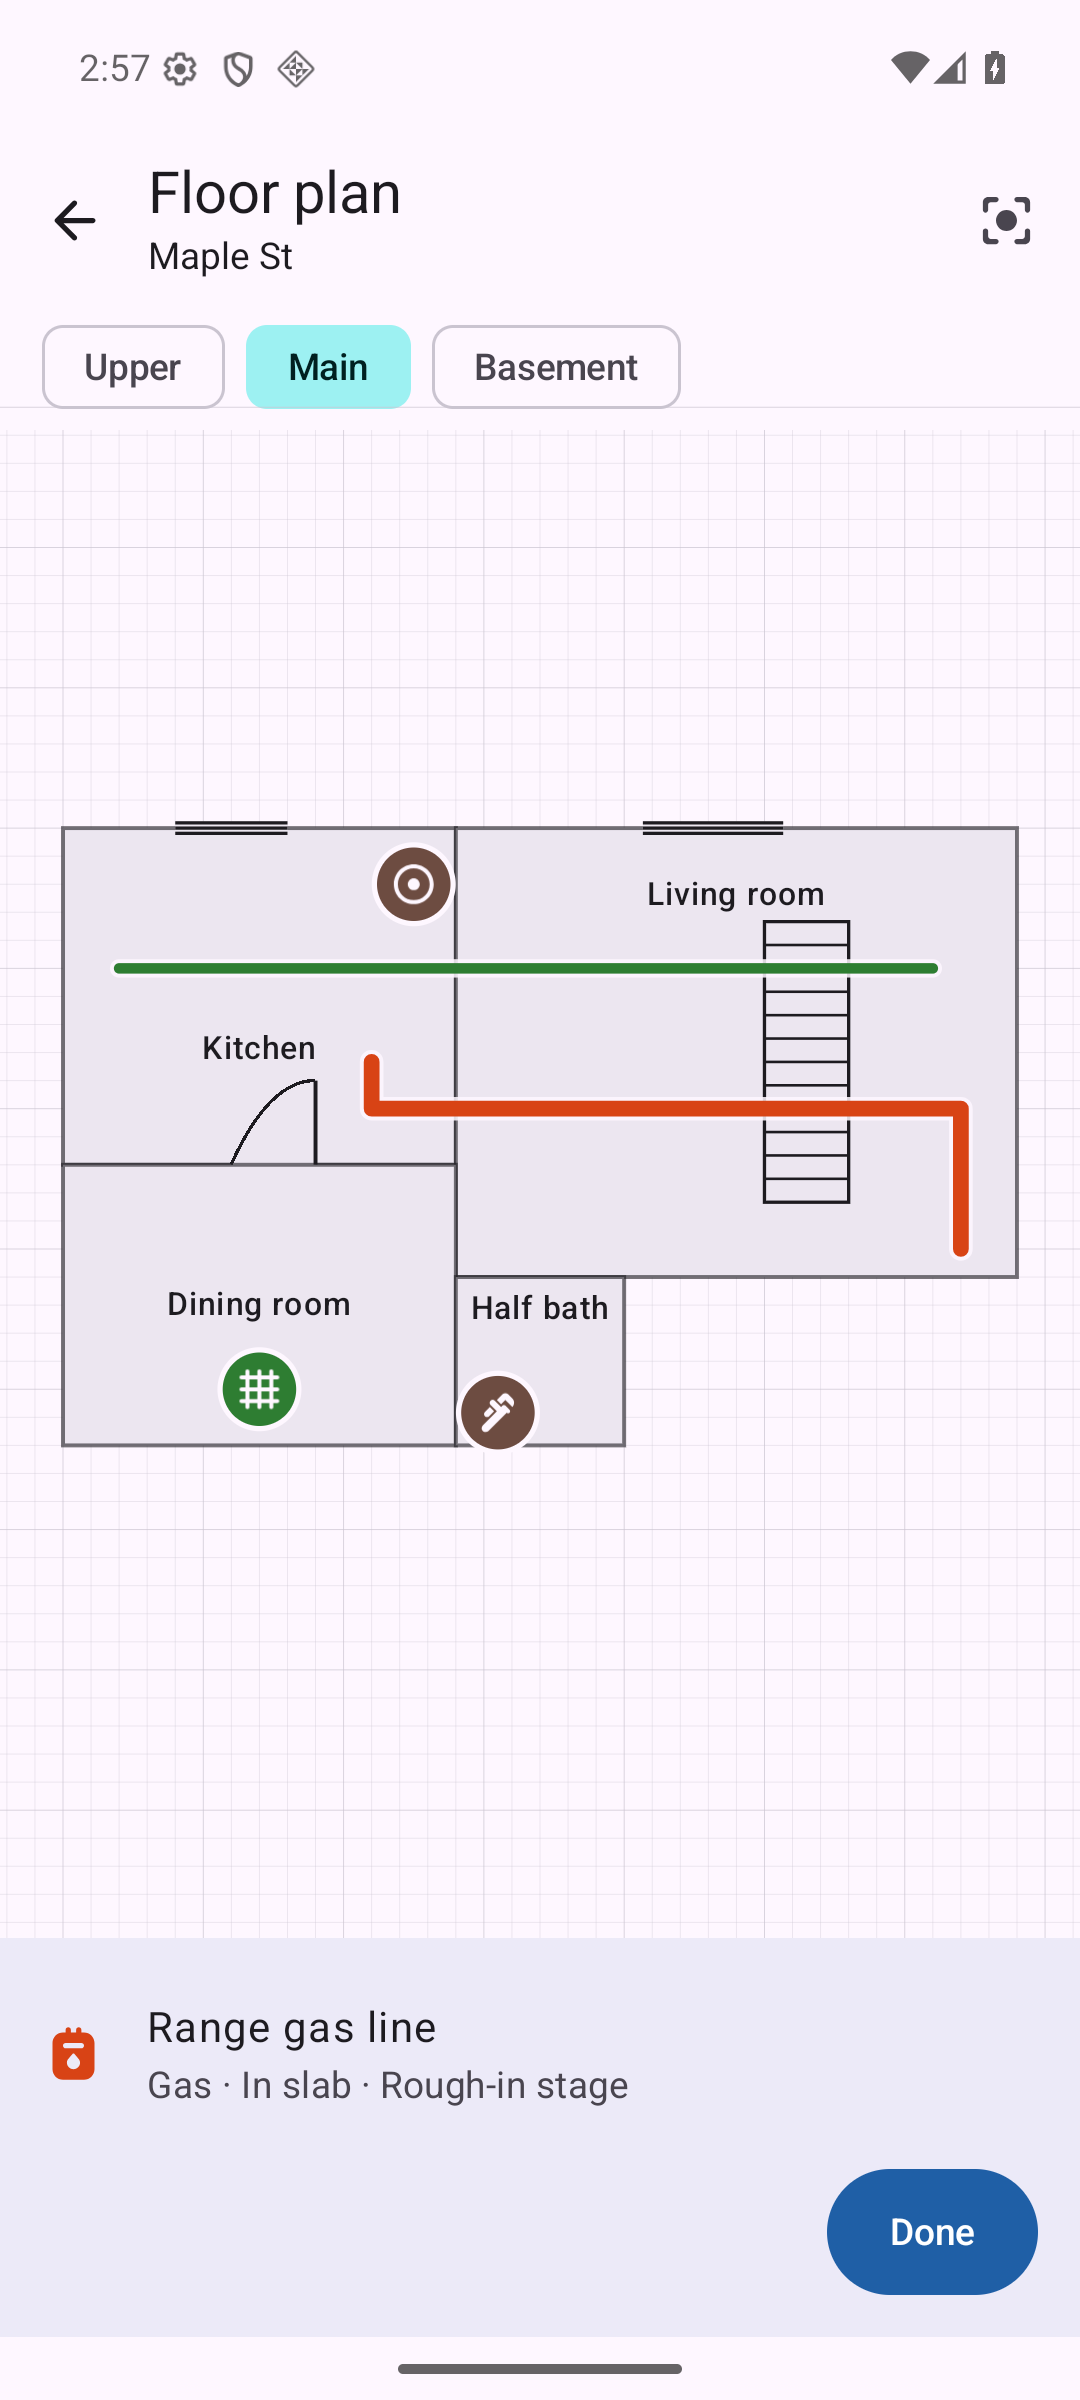 2:57
Floor plan
Maple St
Upper
Main
Basement
Living room
Kitchen
Dining room
Half bath
Range gas line
Gas · In slab · Rough-in stage
Done